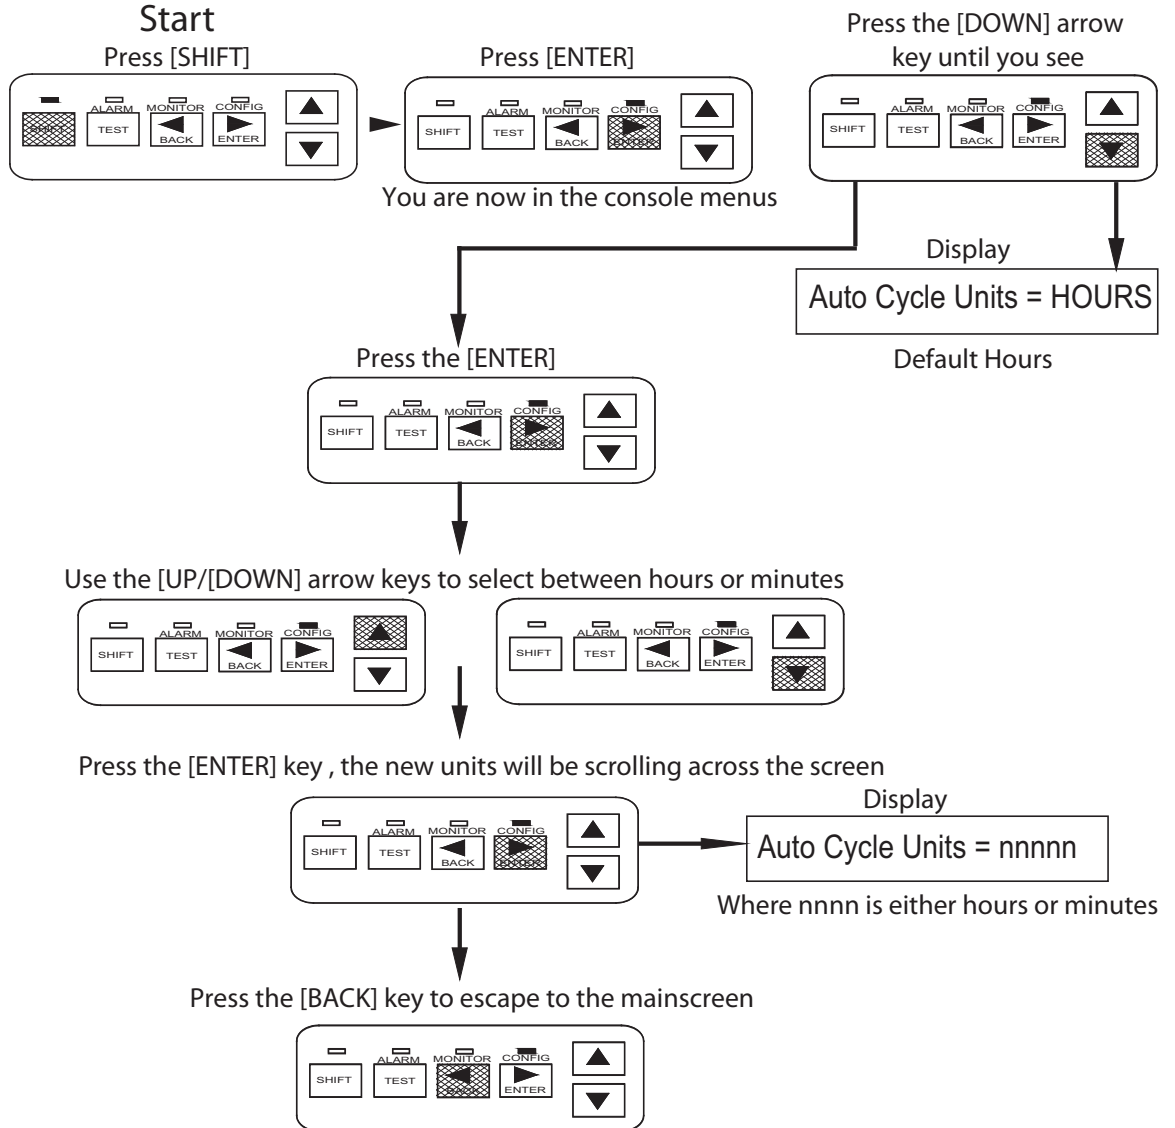 Start
Press [SHIFT]
ALARM MONITOR CONFIG
SHIFT TEST
BACK ENTER
Press [ENTER]
ALARM MONITOR CONFIG
SHIFT TEST
BACK ENTER
You are now in the console menus
Press the [DOWN] arrow
key until you see
ALARM MONITOR CONFIG
SHIFT TEST
BACK ENTER
Display
Auto Cycle Units = HOURS
Default Hours
Press the [ENTER]
ALARM MONITOR CONFIG
SHIFT TEST
BACK ENTER
Use the [UP/[DOWN] arrow keys to select between hours or minutes
ALARM MONITOR CONFIG
SHIFT TEST
BACK ENTER
ALARM MONITOR CONFIG
SHIFT TEST
BACK ENTER
Press the [ENTER] key , the new units will be scrolling across the screen
ALARM MONITOR CONFIG
SHIFT TEST
BACK ENTER
Display
Auto Cycle Units = nnnnn
Where nnnn is either hours or minutes
Press the [BACK] key to escape to the mainscreen
ALARM MONITOR CONFIG
SHIFT TEST
BACK ENTER